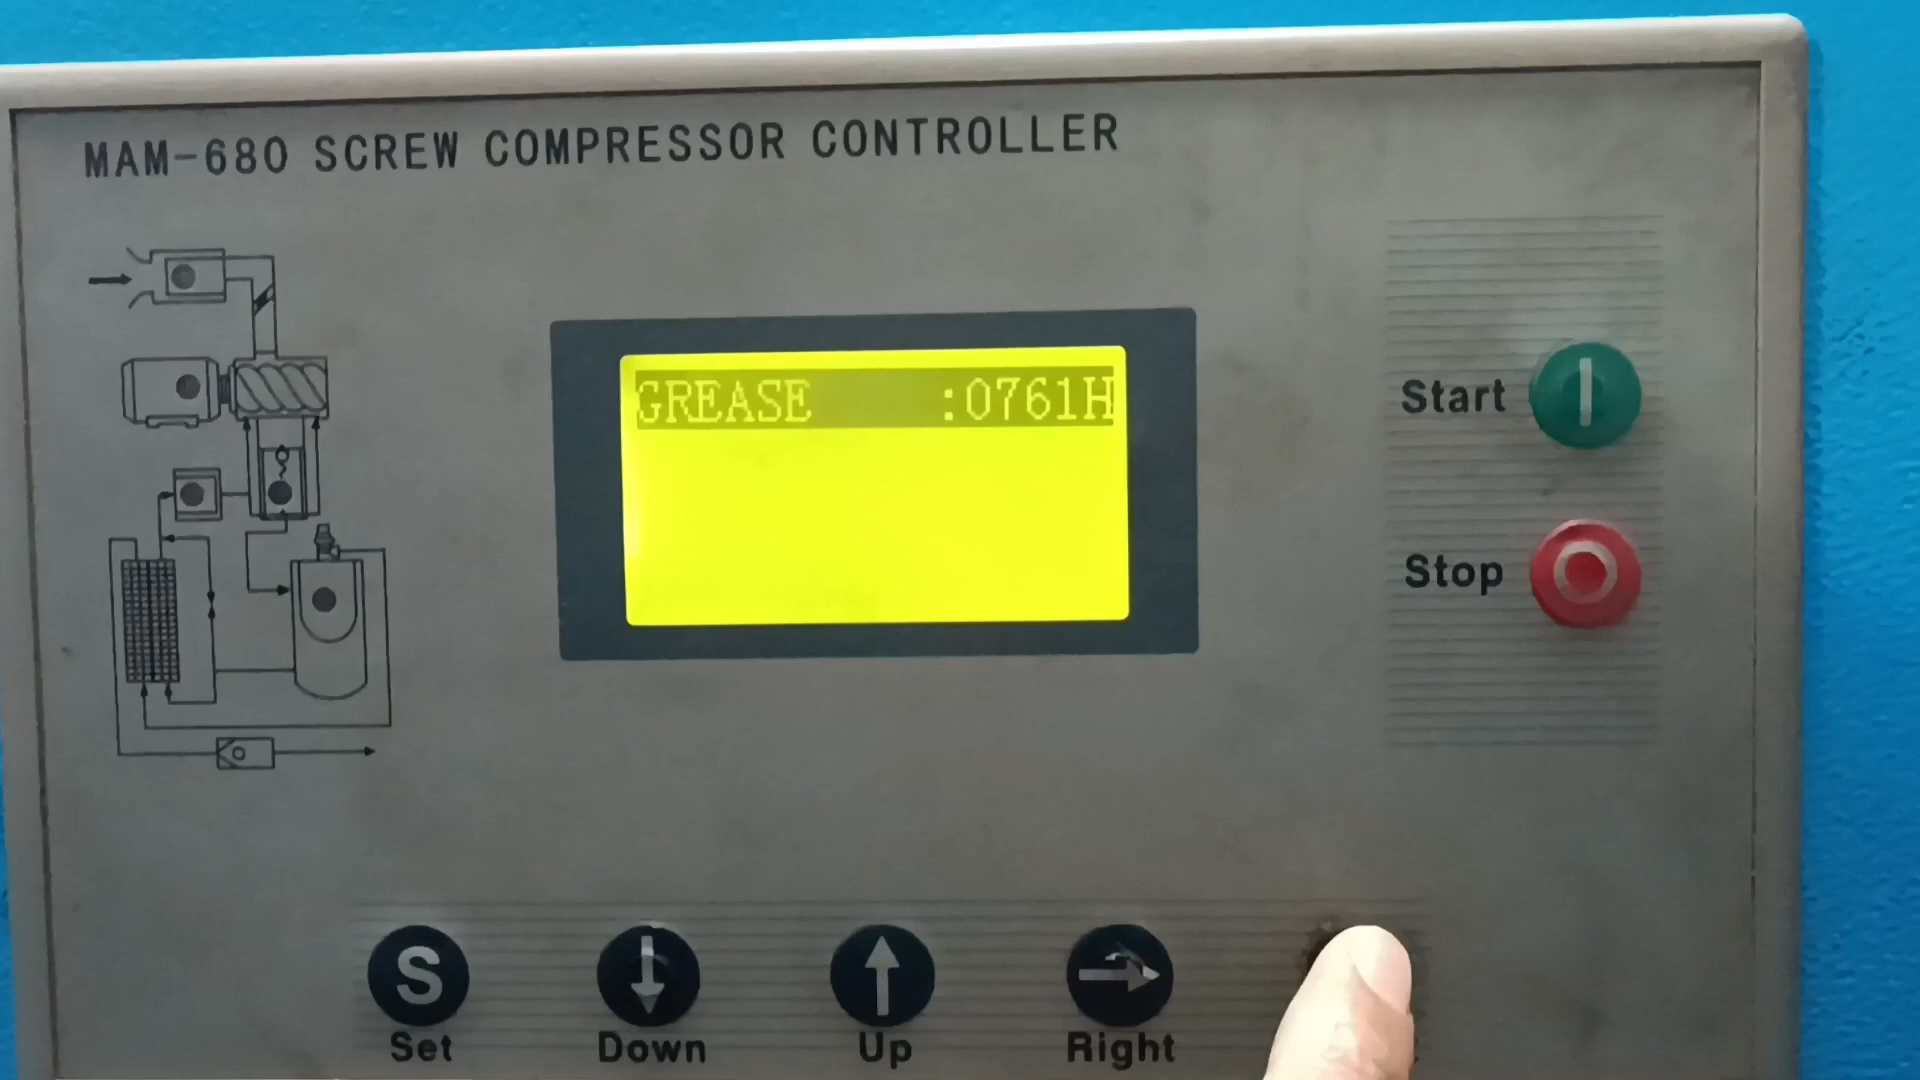 MAM-680 SCREW COMPRESSOR CONTROLLER
GREASE :0761H
Start
Stop
S
Set
Down
Up
Right